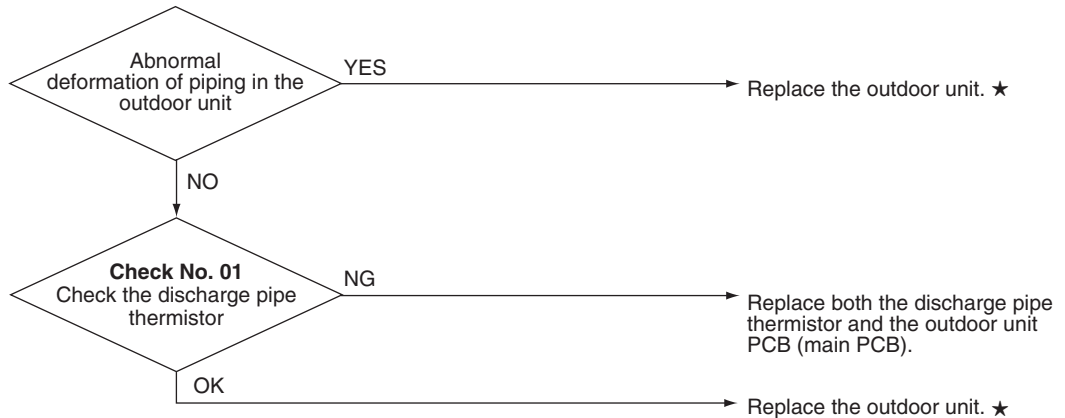 Abnormal
deformation of piping in the
outdoor unit
YES
Replace the outdoor unit. ★
NO
Check No. 01
Check the discharge pipe
thermistor
NG
Replace both the discharge pipe
thermistor and the outdoor unit
PCB (main PCB).
OK
Replace the outdoor unit. ★